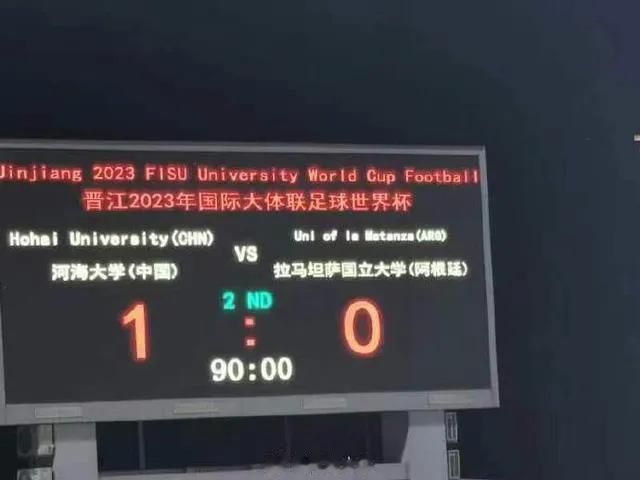 Jinjiang 2023 FISU University World Cup Football
晋江2023年国际大体联足球世界杯
Hohai University(CHN) VS Uni of la Matanza(ARG)
河海大学(中国) 拉马坦萨国立大学(阿根廷)
2 ND
1 : 0
90:00